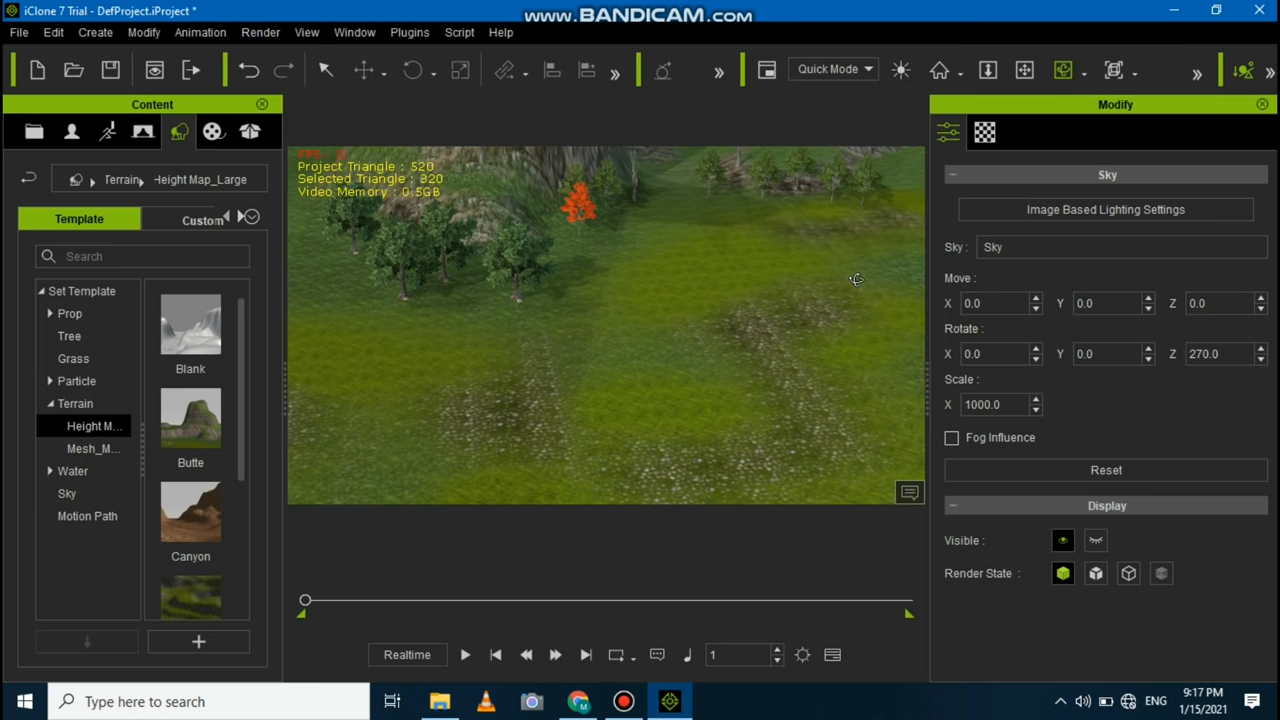 iClone 7 Trial - DefProject.iProject *
www.BANDICAM.com
File Edit Create Modify Animation Render View Window Plugins Script Help
Quick Mode
Content
Modify
Terrain Height Map_Large
Template
Custom
Search
Set Template
Prop
Tree
Grass
Particle
Terrain
Height M...
Mesh_M...
Water
Sky
Motion Path
Blank
Butte
Canyon
Project Triangle : 520
Selected Triangle : 320
Video Memory : 0.5GB
Sky
Image Based Lighting Settings
Sky : Sky
Move :
X 0.0 Y 0.0 Z 0.0
Rotate :
X 0.0 Y 0.0 Z 270.0
Scale :
X 1000.0
Fog Influence
Reset
Display
Visible :
Render State :
Realtime
1
Type here to search
ENG
9:17 PM
1/15/2021